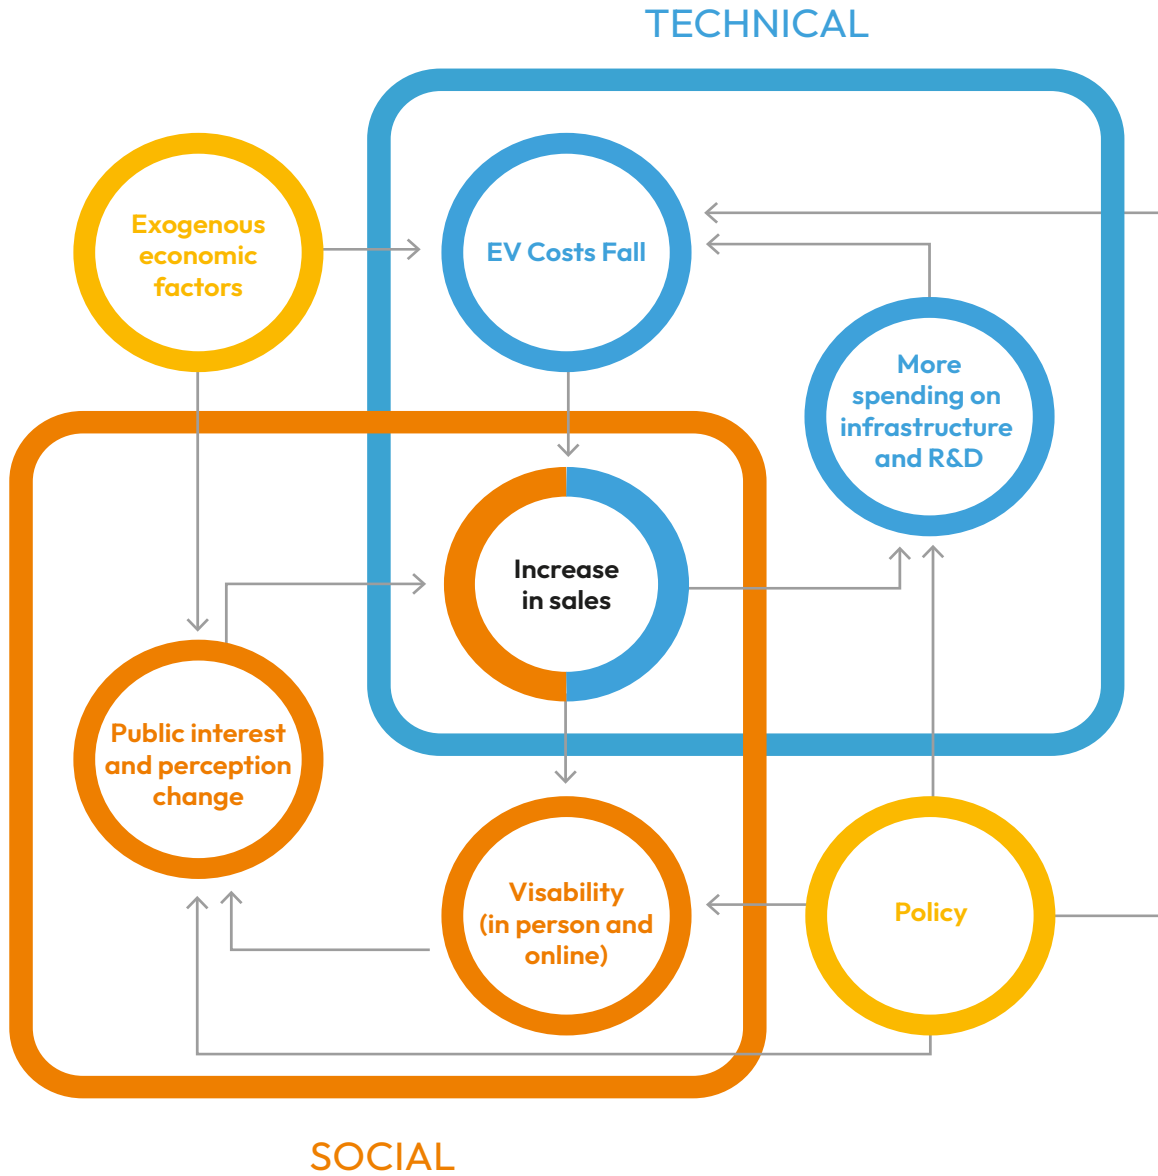 TECHNICAL
Exogenous
economic
factors
EV Costs Fall
More
spending on
infrastructure
and R&D
Increase
in sales
Public interest
and perception
change
Visability
(in person and
online)
Policy
SOCIAL